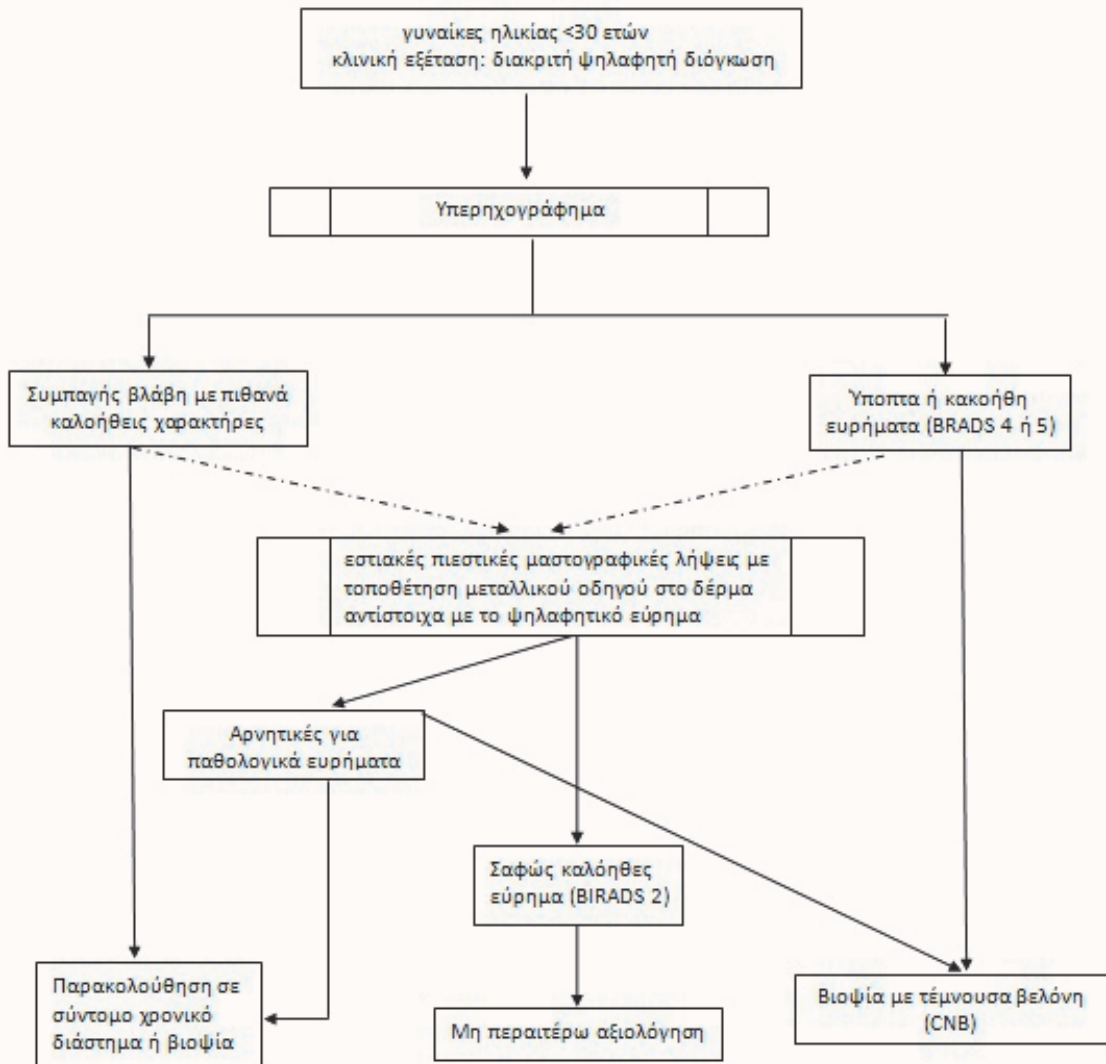 γυναίκες ηλικίας <30 ετών
κλινική εξέταση: διακριτή ψηλαφητή διόγκωση
Υπερηχογράφημα
Συμπαγής βλάβη με πιθανά
καλοήθεις χαρακτήρες
Ύποπτα ή κακοήθη
ευρήματα (BRADS 4 ή 5)
εστιακές πιεστικές μαστογραφικές λήψεις με
τοποθέτηση μεταλλικού οδηγού στο δέρμα
αντίστοιχα με το ψηλαφητικό εύρημα
Αρνητικές για
παθολογικά ευρήματα
Σαφώς καλόηθες
εύρημα (BIRADS 2)
Παρακολούθηση σε
σύντομο χρονικό
διάστημα ή βιοψία
Μη περαιτέρω αξιολόγηση
Βιοψία με τέμνουσα βελόνη
(CNB)